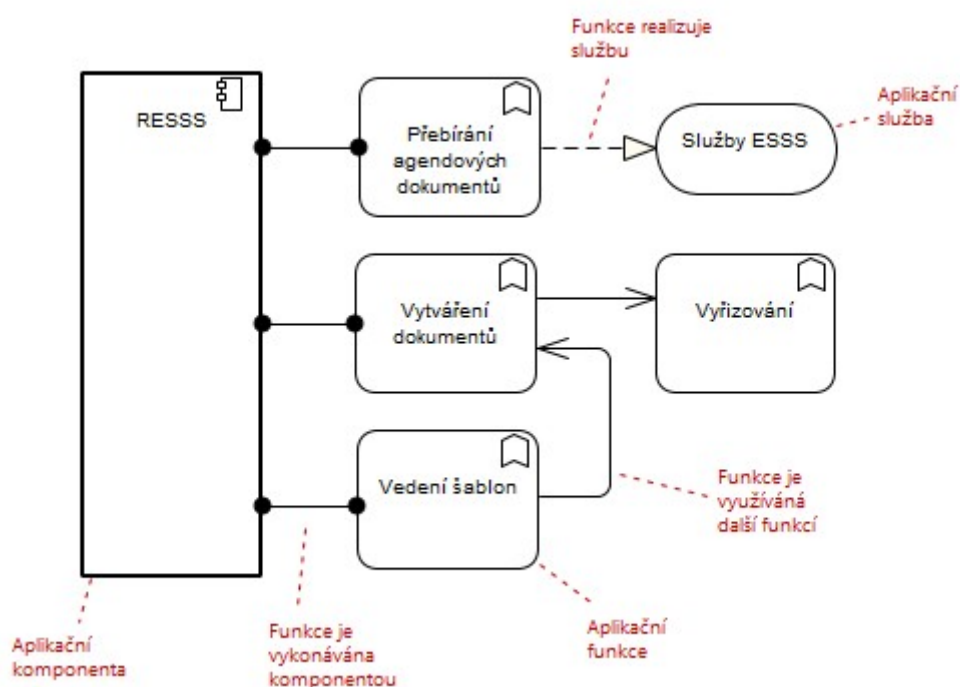 Funkce realizuje
službu
Aplikační
služba
RESSS
Přebírání
agendových
dokumentů
Služby ESSS
Vytváření
dokumentů
Vyřizování
Vedení šablon
Funkce je
využíváná
další funkcí
Aplikační
komponenta
Funkce je
vykonávána
komponentou
Aplikační
funkce